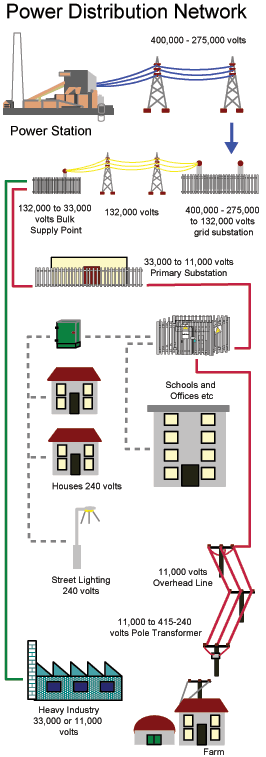 Power Distribution Network
400,000 - 275,000 volts
Power Station
132,000 to 33,000
volts Bulk
Supply Point
132,000 volts
400,000 - 275,000
to 132,000 volts
grid substation
33,000 to 11,000 volts
Primary Substation
Schools and
Offices etc
Houses 240 volts
Street Lighting
240 volts
11,000 volts
Overhead Line
11,000 to 415-240
volts Pole Transformer
Heavy Industry
33,000 or 11,000
volts
Farm